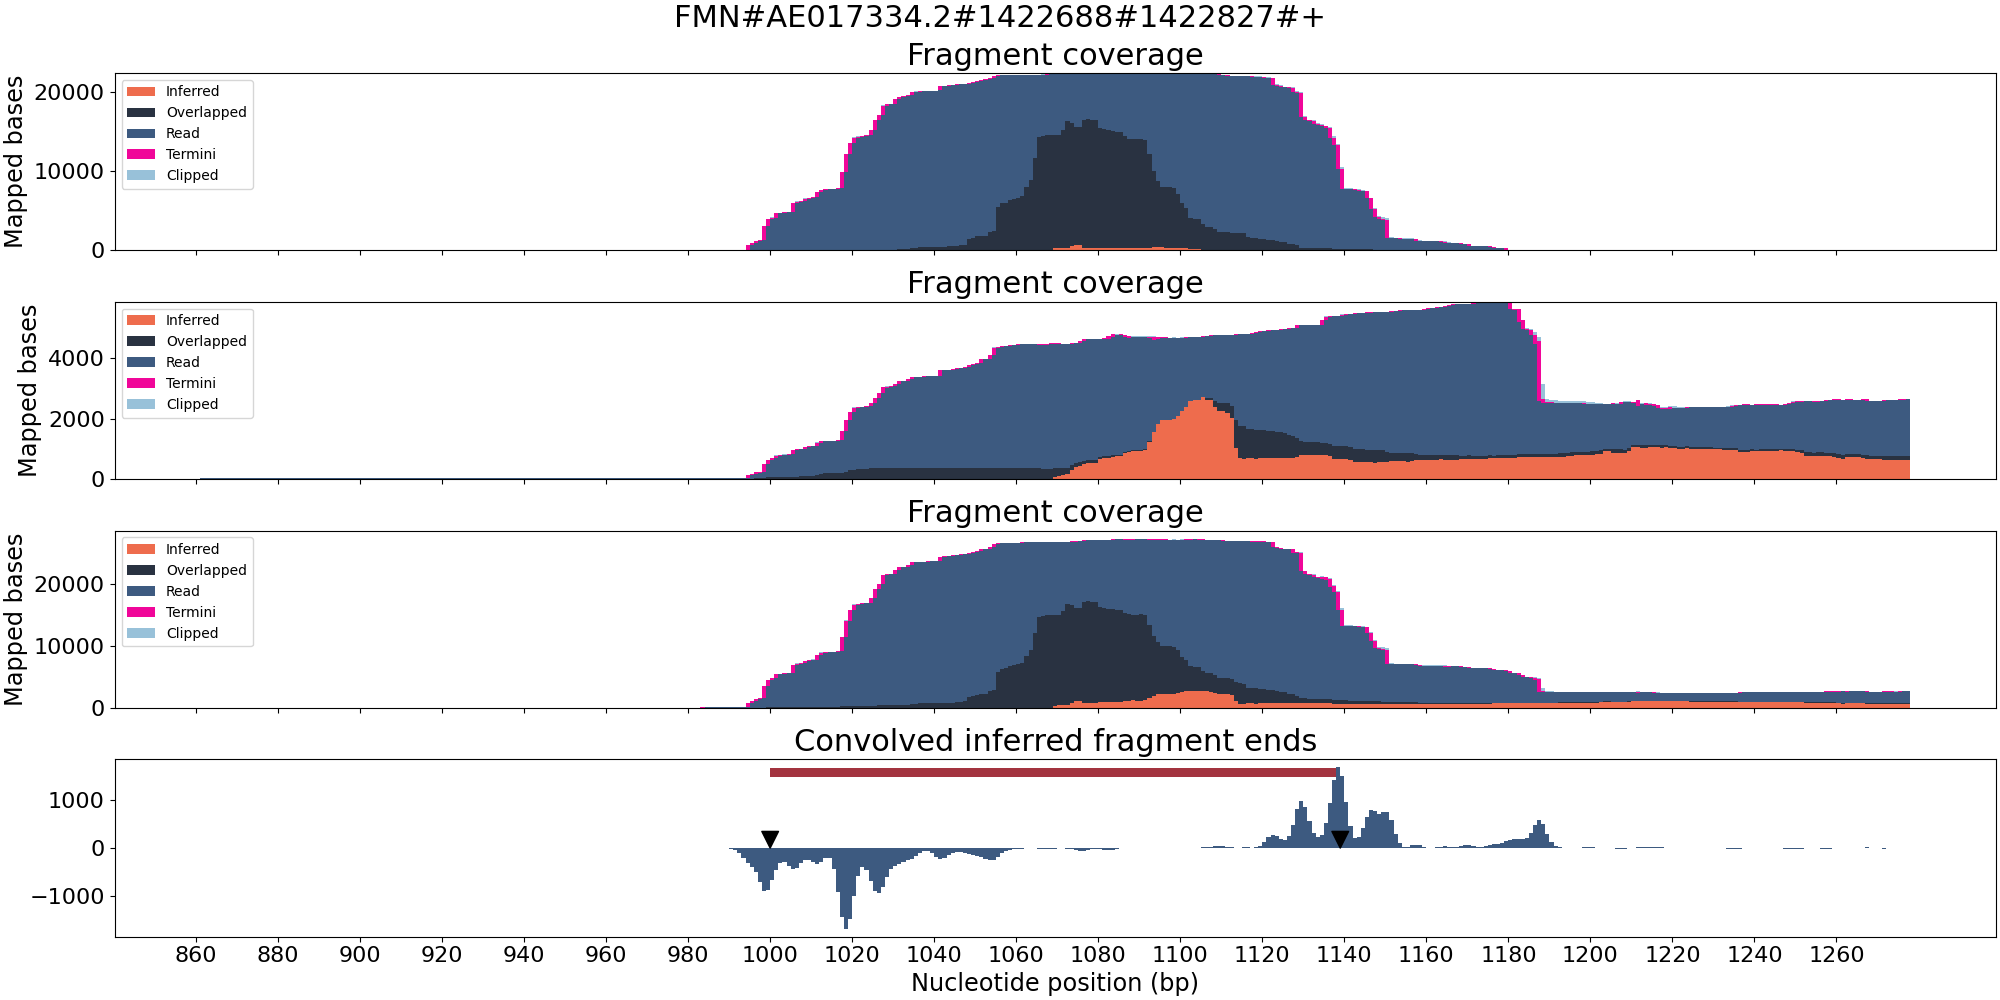 FMN#AE017334.2#1422688#1422827#+
Fragment coverage
Mapped bases
20000
10000
0
Inferred
Overlapped
Read
Termini
Clipped
Fragment coverage
Mapped bases
4000
2000
0
Inferred
Overlapped
Read
Termini
Clipped
Fragment coverage
Mapped bases
20000
10000
0
Inferred
Overlapped
Read
Termini
Clipped
Convolved inferred fragment ends
1000
0
−1000
860 880 900 920 940 960 980 1000 1020 1040 1060 1080 1100 1120 1140 1160 1180 1200 1220 1240 1260
Nucleotide position (bp)